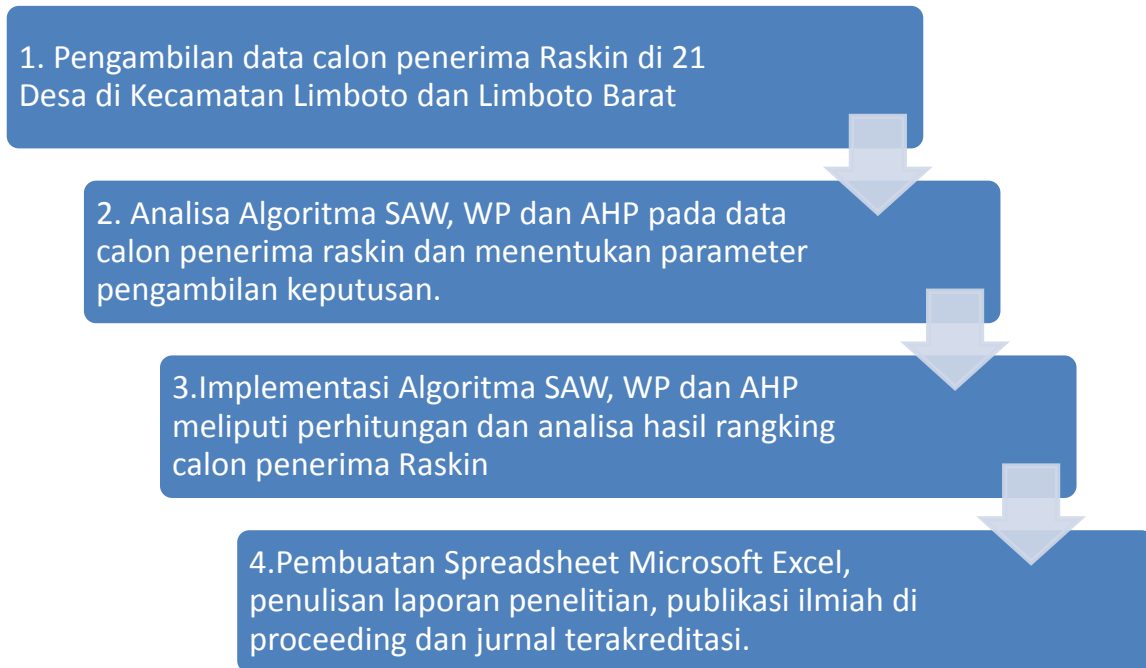 1. Pengambilan data calon penerima Raskin di 21
Desa di Kecamatan Limboto dan Limboto Barat
2. Analisa Algoritma SAW, WP dan AHP pada data
calon penerima raskin dan menentukan parameter
pengambilan keputusan.
3.Implementasi Algoritma SAW, WP dan AHP
meliputi perhitungan dan analisa hasil rangking
calon penerima Raskin
4.Pembuatan Spreadsheet Microsoft Excel,
penulisan laporan penelitian, publikasi ilmiah di
proceeding dan jurnal terakreditasi.